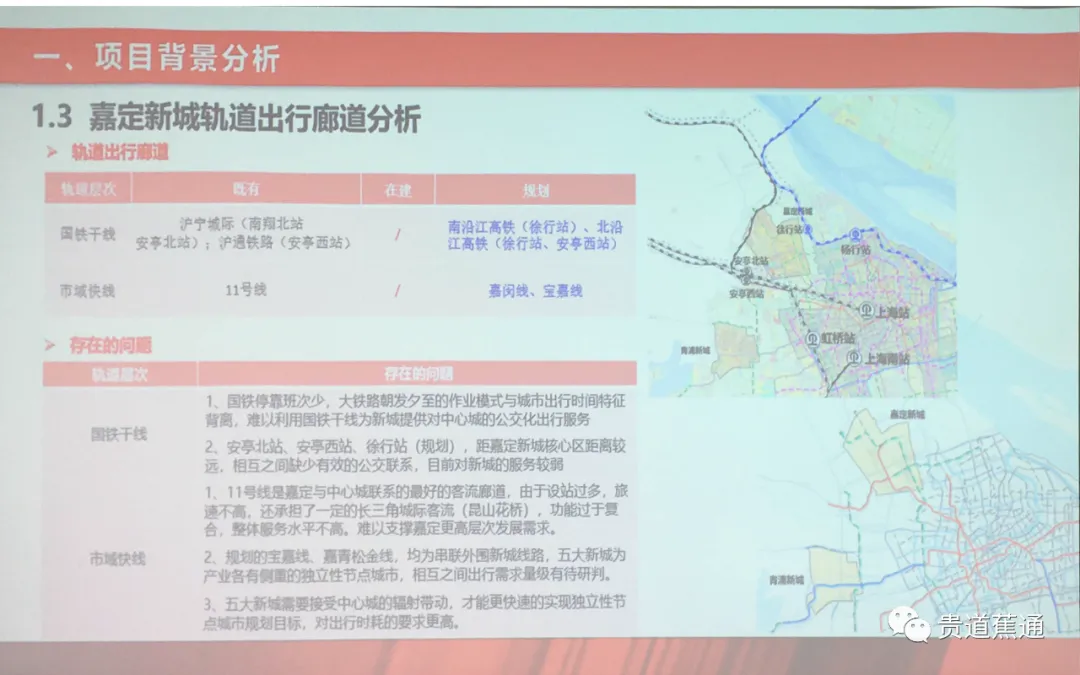 一、项目背景分析
1.3 嘉定新城轨道出行廊道分析
➢ 轨道出行廊道
轨道层次 既有 在建 规划
国铁干线 沪宁城际（南翔北站
安亭北站）；沪通铁路（安亭西站） / 南沿江高铁（徐行站）、北沿
江高铁（徐行站、安亭西站）
市域快线 11号线 / 嘉闵线、宝嘉线
➢ 存在的问题
轨道层次 存在的问题
国铁干线
1、国铁停靠班次少，大铁路朝发夕至的作业模式与城市出行时间特征
背离，难以利用国铁干线为新城提供对中心城的公交化出行服务
2、安亭北站、安亭西站、徐行站（规划），距嘉定新城核心区距离较
远，相互之间缺少有效的公交联系，目前对新城的服务较弱
市域快线
1、11号线是嘉定与中心城联系的最好的客流廊道，由于设站过多，旅
速不高，还承担了一定的长三角城际客流（昆山花桥），功能过于复
合，整体服务水平不高。难以支撑嘉定更高层次发展需求。
2、规划的宝嘉线、嘉青松金线，均为串联外围新城线路，五大新城为
产业各有侧重的独立性节点城市，相互之间出行需求量级有待研判。
3、五大新城需要接受中心城的辐射带动，才能更快速的实现独立性节
点城市规划目标，对出行时耗的要求更高。
嘉定新城
徐行站
杨行站
安亭北站
安亭西站
上海站
虹桥站
上海南站
青浦新城
嘉定新城
青浦新城
贵道蕉通